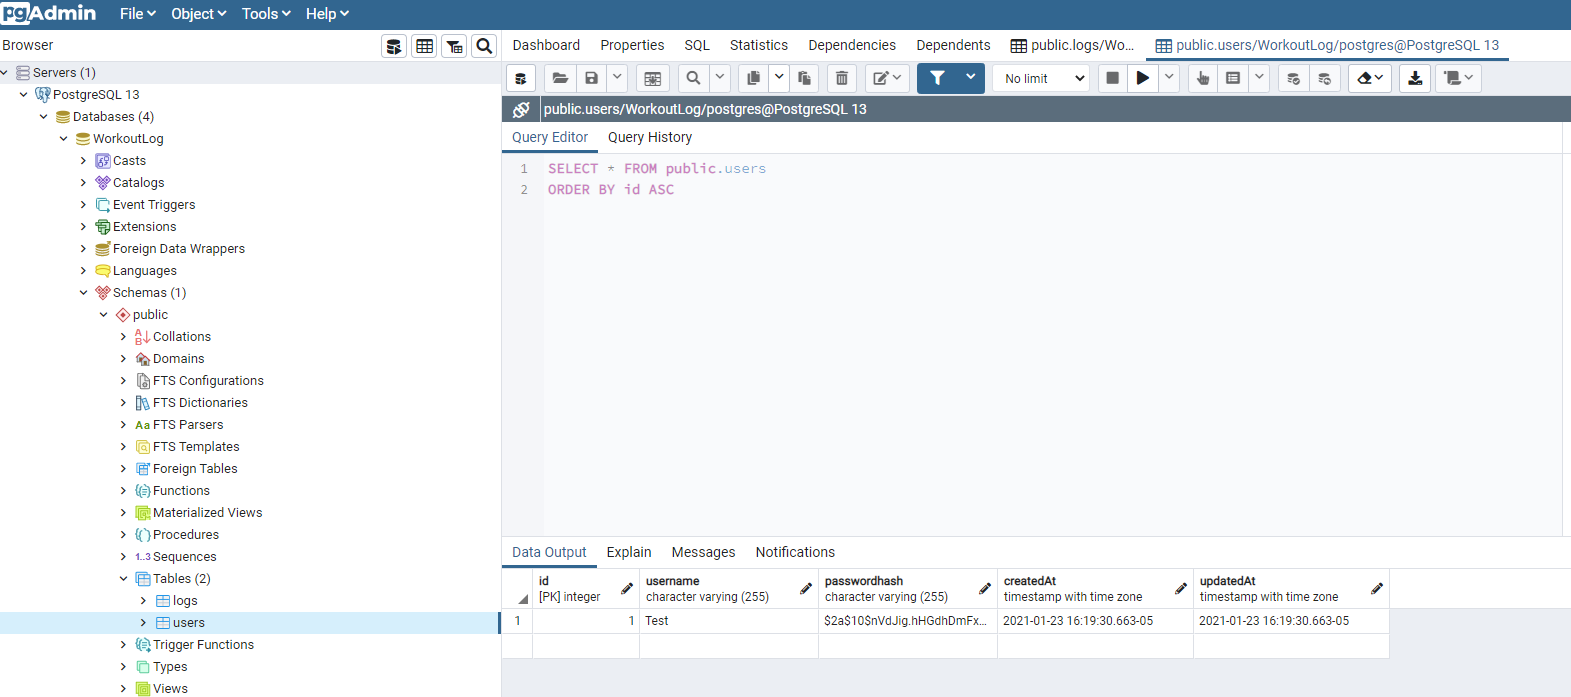 pgAdmin File Object Tools Help
Browser
Dashboard Properties SQL Statistics Dependencies Dependents public.logs/Wo... public.users/WorkoutLog/postgres@PostgreSQL 13
Servers (1)
PostgreSQL 13
Databases (4)
WorkoutLog
Casts
Catalogs
Event Triggers
Extensions
Foreign Data Wrappers
Languages
Schemas (1)
public
Collations
Domains
FTS Configurations
FTS Dictionaries
Aa FTS Parsers
FTS Templates
Foreign Tables
Functions
Materialized Views
Procedures
1..3 Sequences
Tables (2)
logs
users
Trigger Functions
Types
Views
No limit
public.users/WorkoutLog/postgres@PostgreSQL 13
Query Editor Query History
1 SELECT * FROM public.users
2 ORDER BY id ASC
Data Output Explain Messages Notifications
id username passwordhash createdAt updatedAt
[PK] integer character varying (255) character varying (255) timestamp with time zone timestamp with time zone
1 1 Test $2a$10$nVdJig.hHGdhDmFx... 2021-01-23 16:19:30.663-05 2021-01-23 16:19:30.663-05